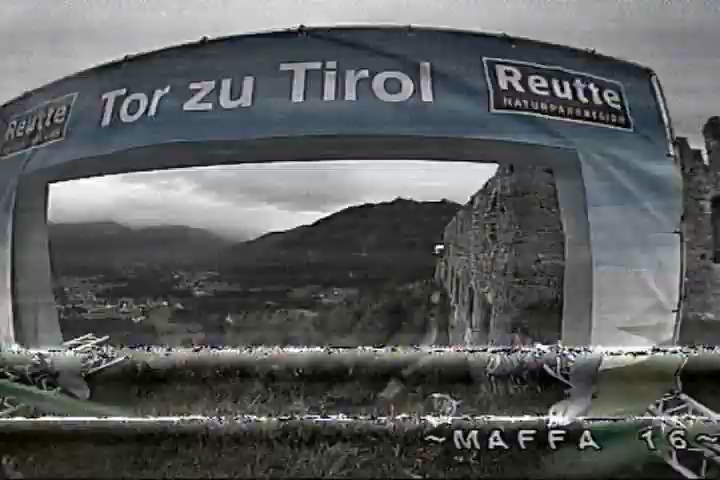 Tor zu Tirol
Reutte
NATURPARKREGION
Reutte
~MAFFA 16~